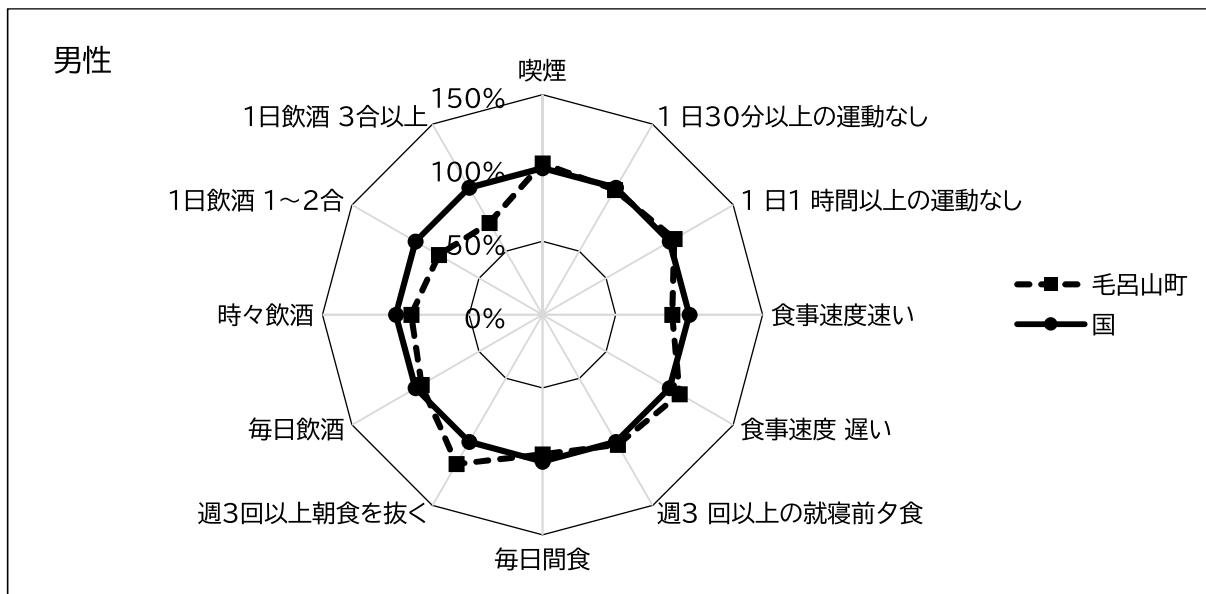 男性
喫煙
150%
1日飲酒 3合以上
1 日30分以上の運動なし
100%
1日飲酒 1～2合
1 日1 時間以上の運動なし
50%
時々飲酒
0%
食事速度速い
毛呂山町
国
毎日飲酒
食事速度 遅い
週3回以上朝食を抜く
週3 回以上の就寝前夕食
毎日間食